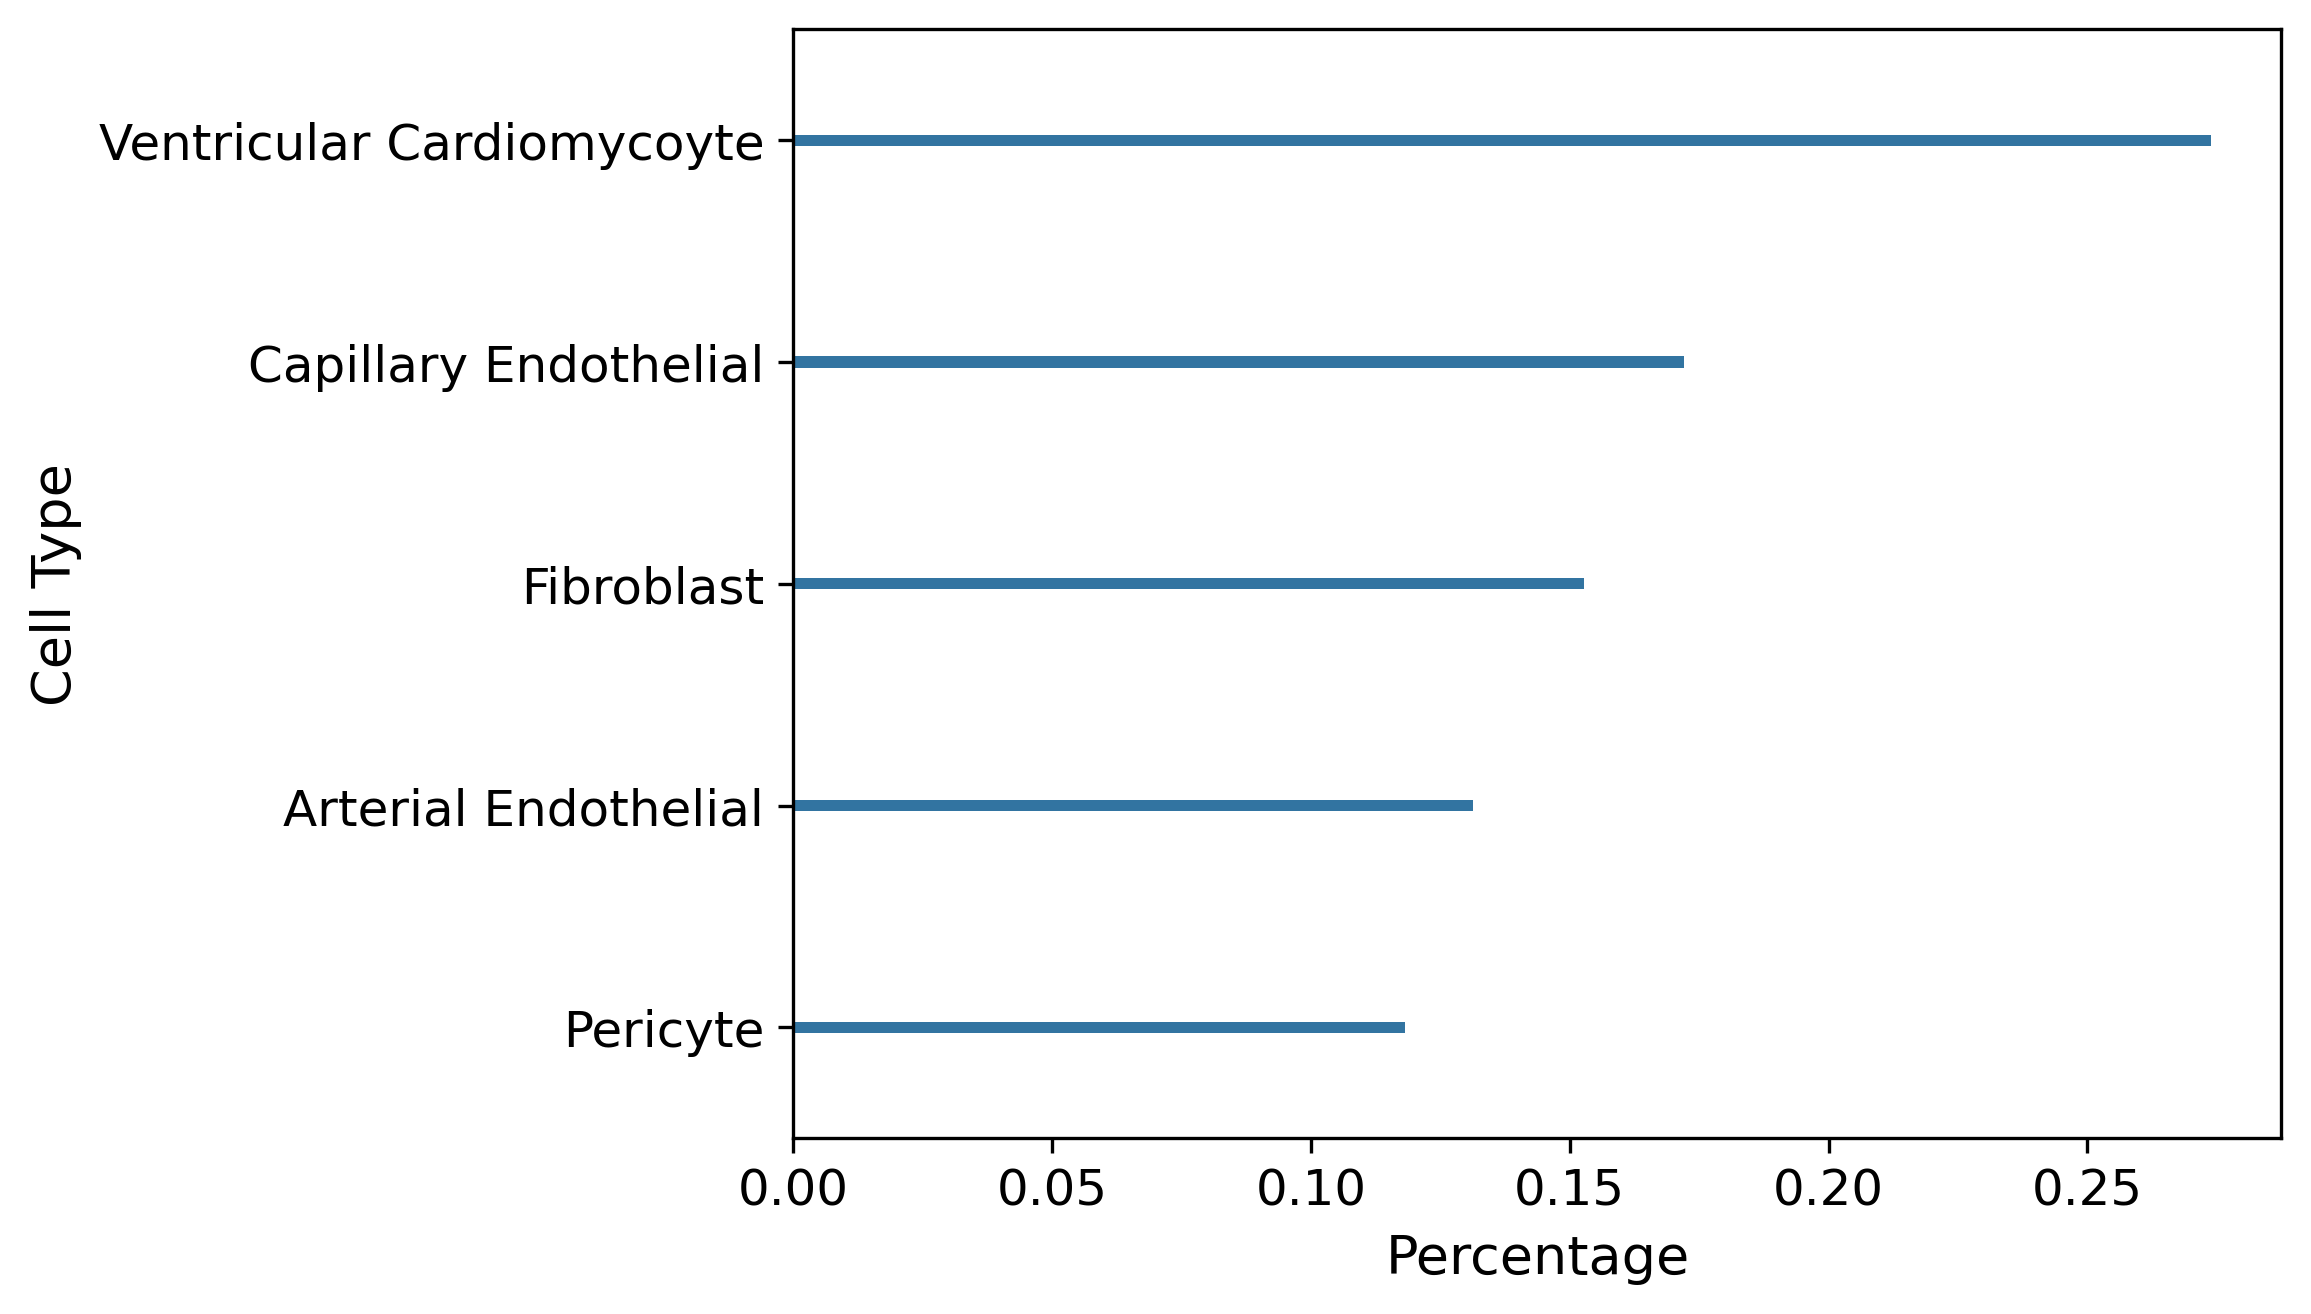 Ventricular Cardiomycoyte
Capillary Endothelial
Fibroblast
Arterial Endothelial
Pericyte
Cell Type
0.00 0.05 0.10 0.15 0.20 0.25
Percentage